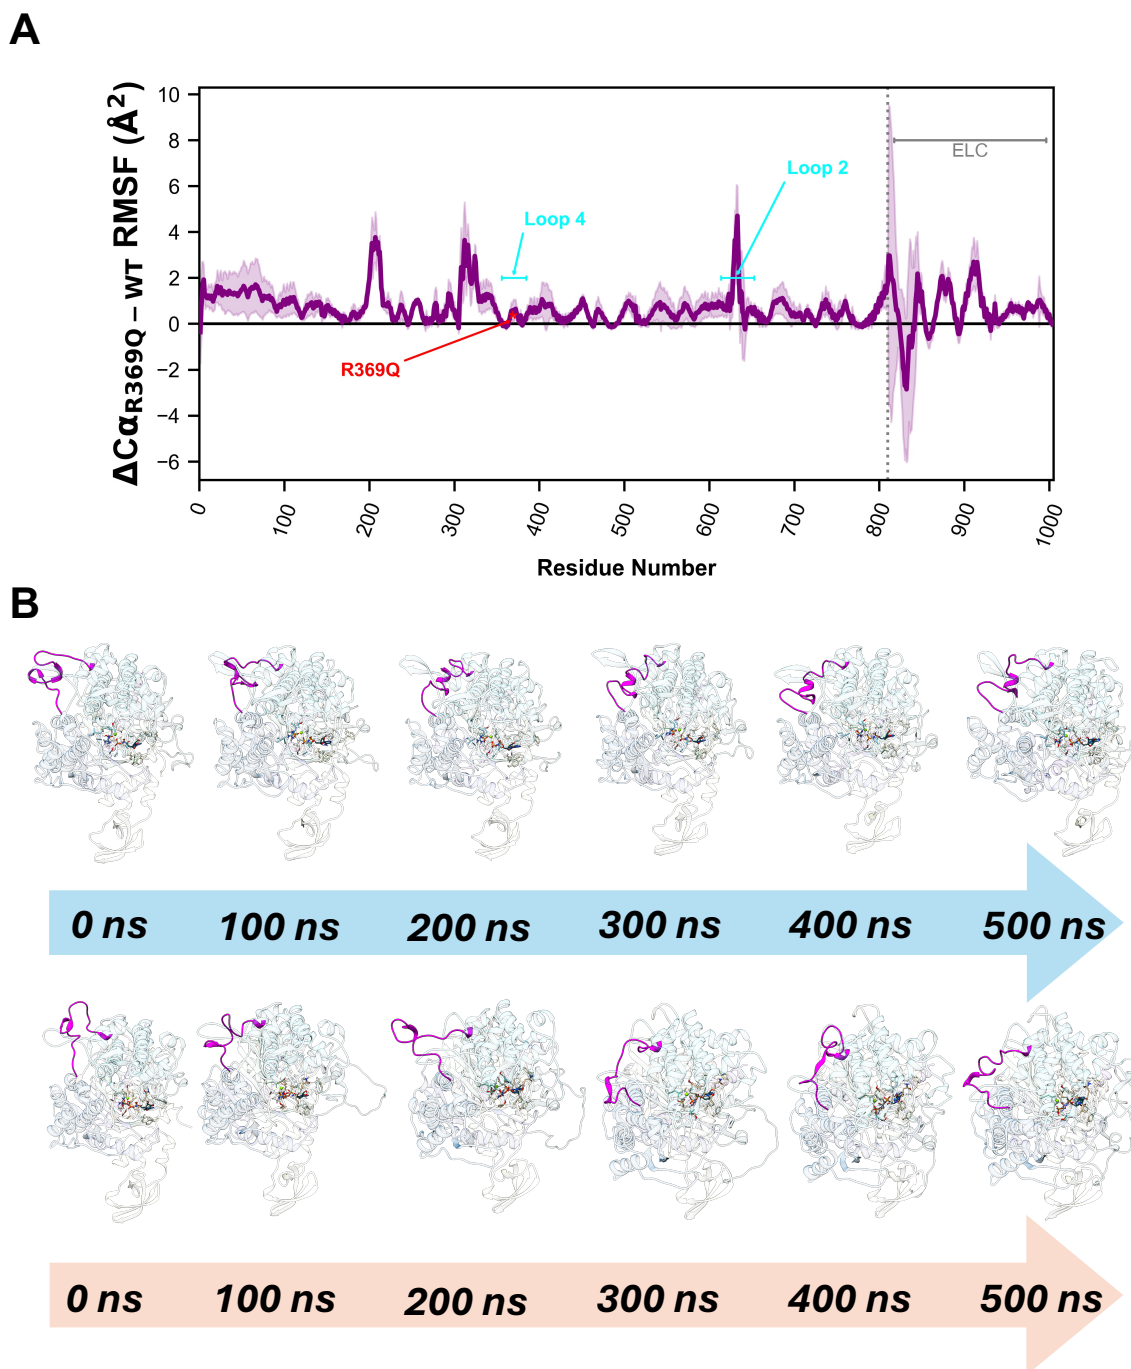 A
ΔCαR369Q – WT RMSF (Å2)
10
8
6
4
2
0
−2
−4
−6
ELC
Loop 2
Loop 4
R369Q
0
100
200
300
400
500
600
700
800
900
1000
Residue Number
B
0 ns
100 ns
200 ns
300 ns
400 ns
500 ns
0 ns
100 ns
200 ns
300 ns
400 ns
500 ns